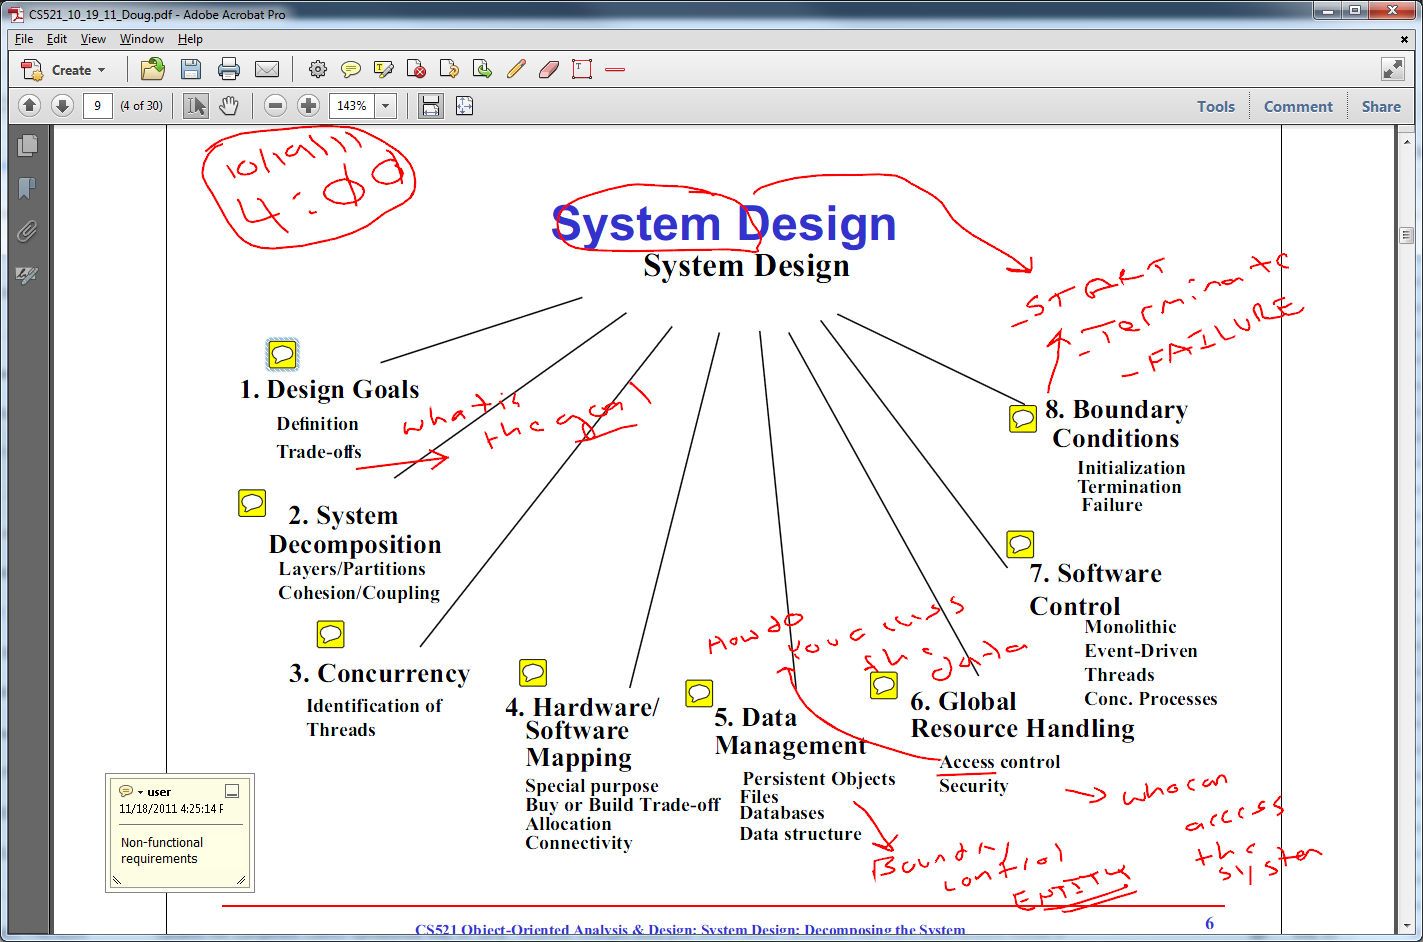 CS521_10_19_11_Doug.pdf - Adobe Acrobat Pro
File Edit View Window Help
Create
9 (4 of 30) 143% Tools Comment Share
4:00
System Design
System Design
- START
- Terminate
- FAILURE
1. Design Goals
Definition
Trade-offs
what is
the goal
2. System
Decomposition
Layers/Partitions
Cohesion/Coupling
3. Concurrency
Identification of
Threads
4. Hardware/
Software
Mapping
Special purpose
Buy or Build Trade-off
Allocation
Connectivity
5. Data
Management
Persistent Objects
Files
Databases
Data structure
Bound
control
ENTITY
How do
you access
the data
6. Global
Resource Handling
Access control
Security
who can
access
the
system
7. Software
Control
Monolithic
Event-Driven
Threads
Conc. Processes
8. Boundary
Conditions
Initialization
Termination
Failure
user
11/18/2011 4:25:14 P
Non-functional
requirements
CS521 Object-Oriented Analysis & Design: System Design: Decomposing the System
6